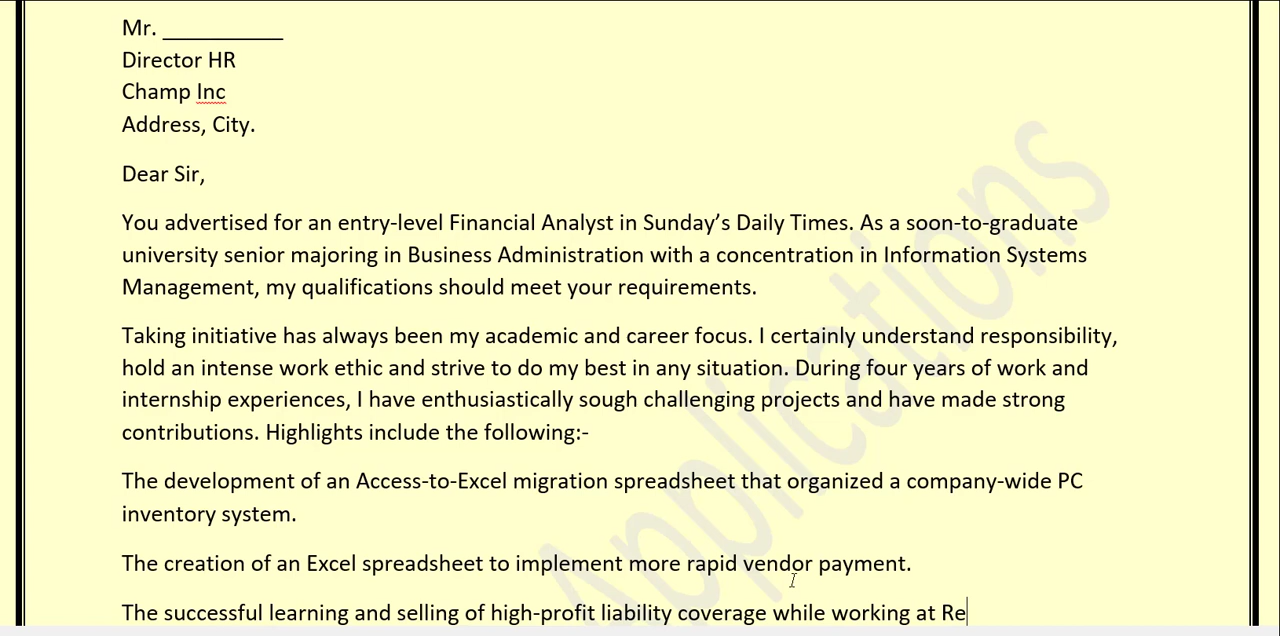 Mr. __________
Director HR
Champ Inc
Address, City.
Dear Sir,
You advertised for an entry-level Financial Analyst in Sunday’s Daily Times. As a soon-to-graduate
university senior majoring in Business Administration with a concentration in Information Systems
Management, my qualifications should meet your requirements.
Taking initiative has always been my academic and career focus. I certainly understand responsibility,
hold an intense work ethic and strive to do my best in any situation. During four years of work and
internship experiences, I have enthusiastically sough challenging projects and have made strong
contributions. Highlights include the following:-
The development of an Access-to-Excel migration spreadsheet that organized a company-wide PC
inventory system.
The creation of an Excel spreadsheet to implement more rapid vendor payment.
The successful learning and selling of high-profit liability coverage while working at Re
Applications